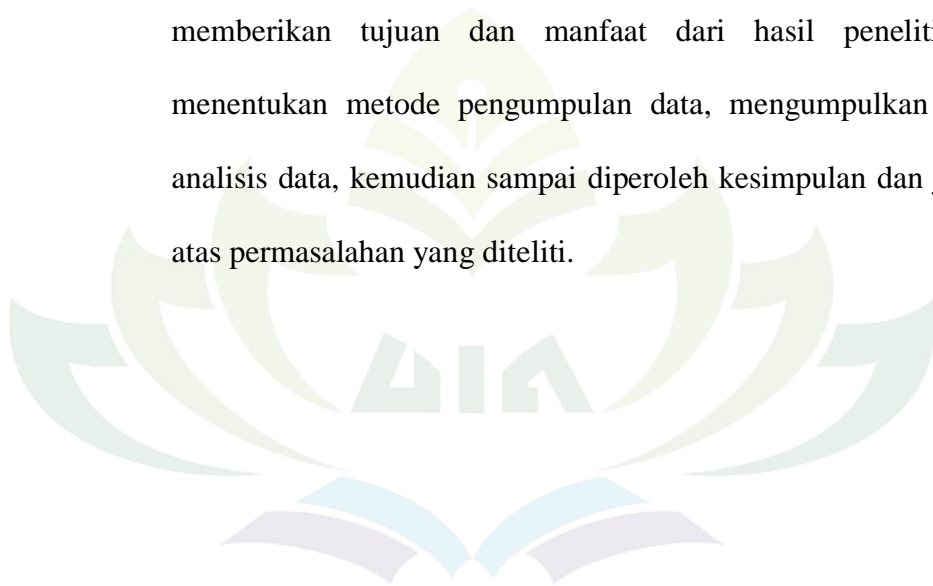 memberikan tujuan dan manfaat dari hasil peneliti
menentukan metode pengumpulan data, mengumpulkan
analisis data, kemudian sampai diperoleh kesimpulan dan
atas permasalahan yang diteliti.
UIN